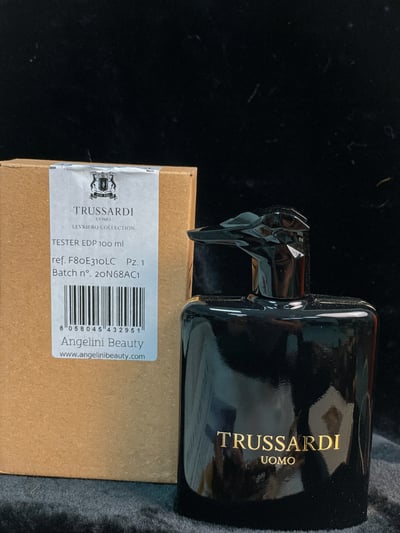 TRUSSARDI
UOMO
LEVRIERO COLLECTION
TESTER EDP 100 ml
ref. F80E310LC Pz. 1
Batch n°. 20N68AC1
8 058045 432951
Angelini Beauty
www.angelinibeauty.com
TRUSSARDI
UOMO